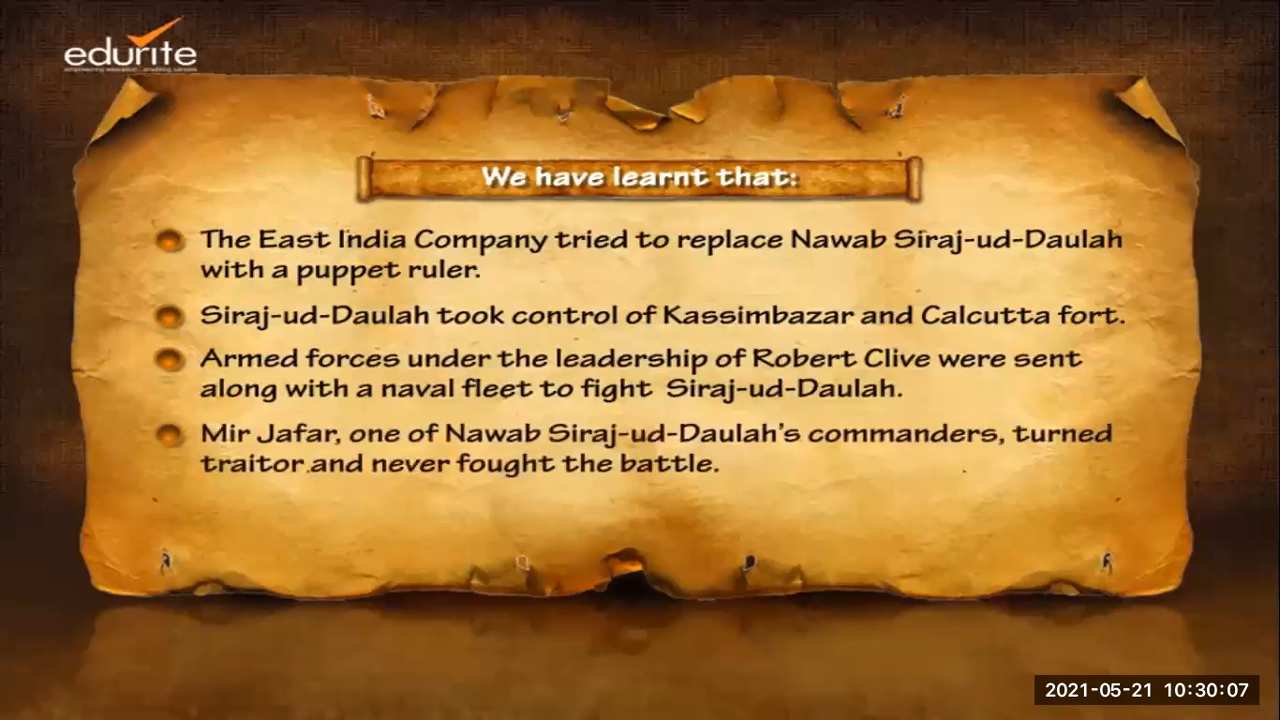 edurite
We have learnt that:
The East India Company tried to replace Nawab Siraj-ud-Daulah
with a puppet ruler.
Siraj-ud-Daulah took control of Kassimbazar and Calcutta fort.
Armed forces under the leadership of Robert Clive were sent
along with a naval fleet to fight Siraj-ud-Daulah.
Mir Jafar, one of Nawab Siraj-ud-Daulah's commanders, turned
traitor and never fought the battle.
2021-05-21 10:30:07